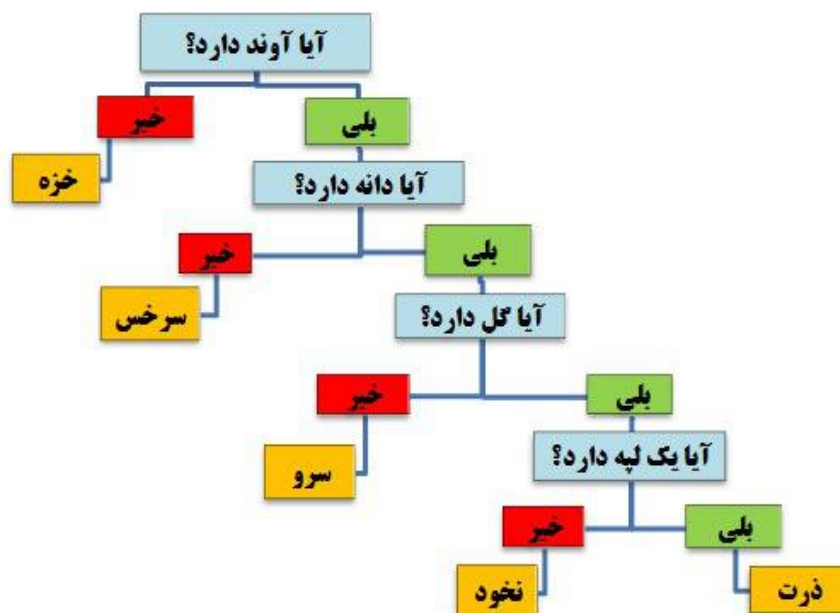 آیا آوند دارد؟
بلی
خیر
خزه
آیا دانه دارد؟
بلی
خیر
سرخس
آیا گل دارد؟
بلی
خیر
سرو
آیا یک لپه دارد؟
بلی
خیر
ذرت
نخود